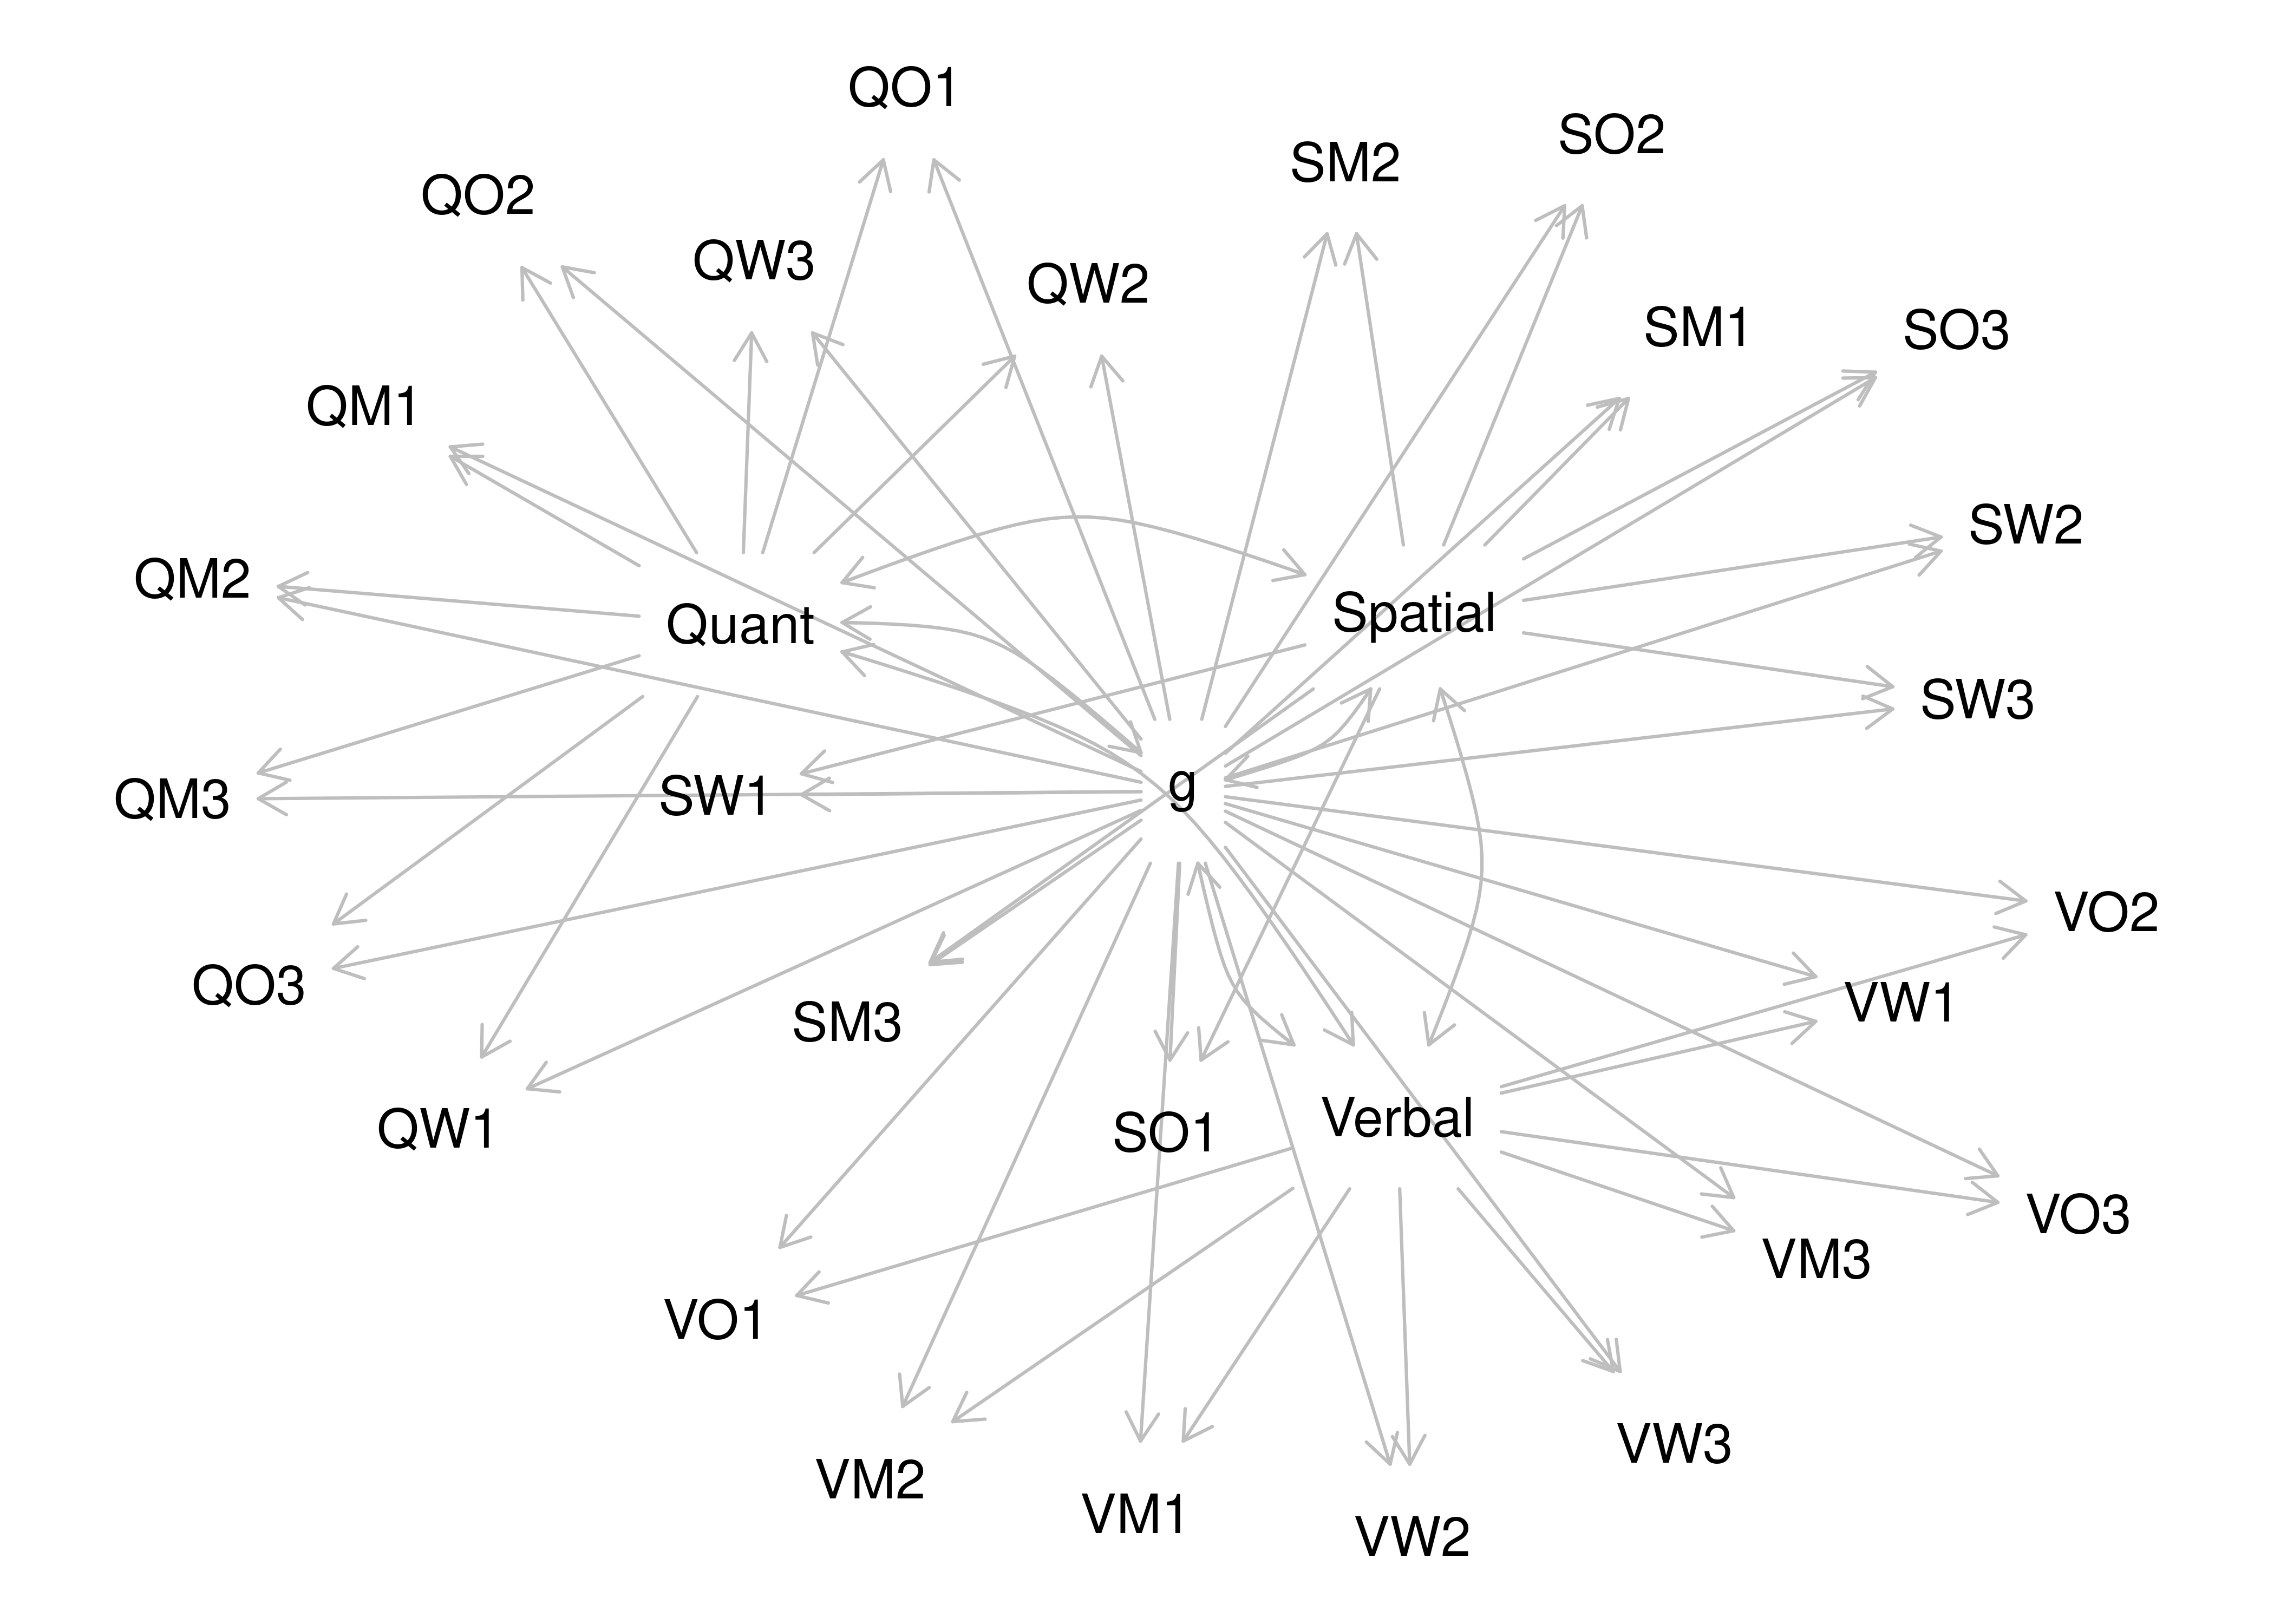 QO1
SO2
SM2
QO2
QW3
QW2
SM1
SO3
QM1
SW2
QM2
Spatial
Quant
SW3
g
SW1
QM3
VO2
QO3
VW1
SM3
Verbal
QW1
SO1
VO3
VM3
VO1
VW3
VM2
VM1
VW2